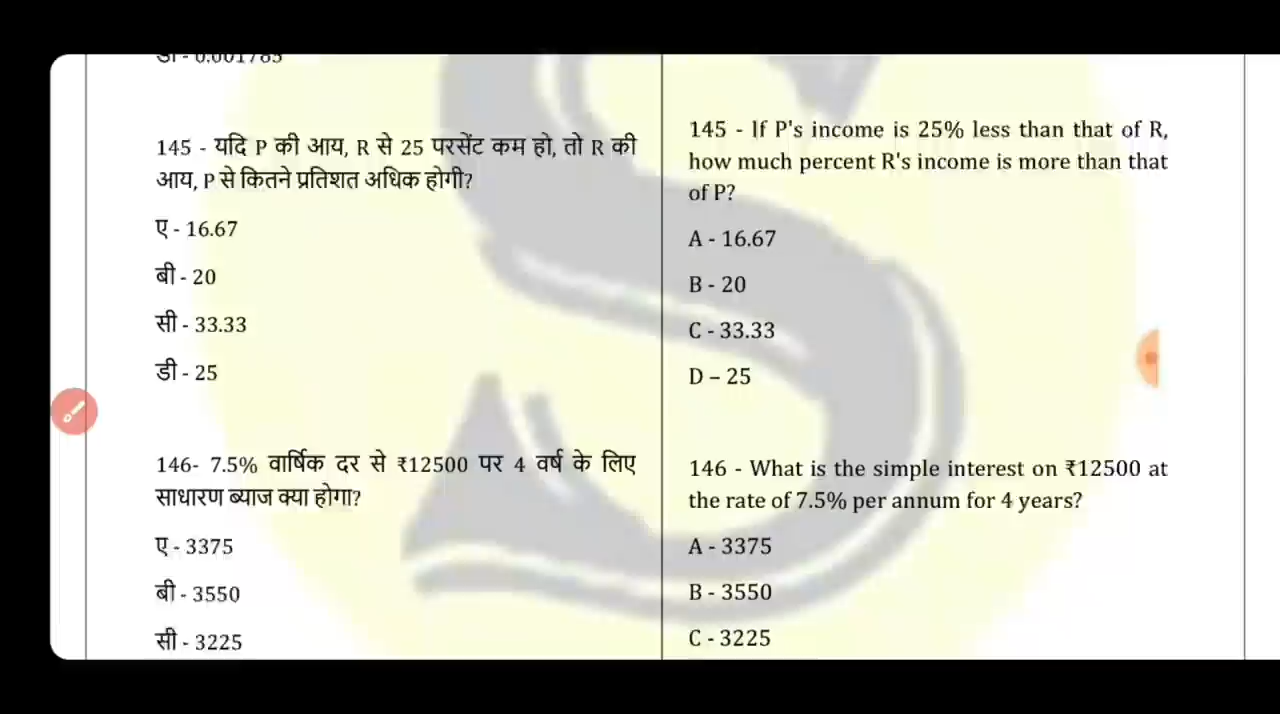 डी - 0.001785
145 - यदि P की आय, R से 25 परसेंट कम हो, तो R की
आय, P से कितने प्रतिशत अधिक होगी?
ए - 16.67
बी - 20
सी - 33.33
डी - 25
146- 7.5% वार्षिक दर से ₹12500 पर 4 वर्ष के लिए
साधारण ब्याज क्या होगा?
ए - 3375
बी - 3550
सी - 3225
145 - If P's income is 25% less than that of R,
how much percent R's income is more than that
of P?
A - 16.67
B - 20
C - 33.33
D – 25
146 - What is the simple interest on ₹12500 at
the rate of 7.5% per annum for 4 years?
A - 3375
B - 3550
C - 3225